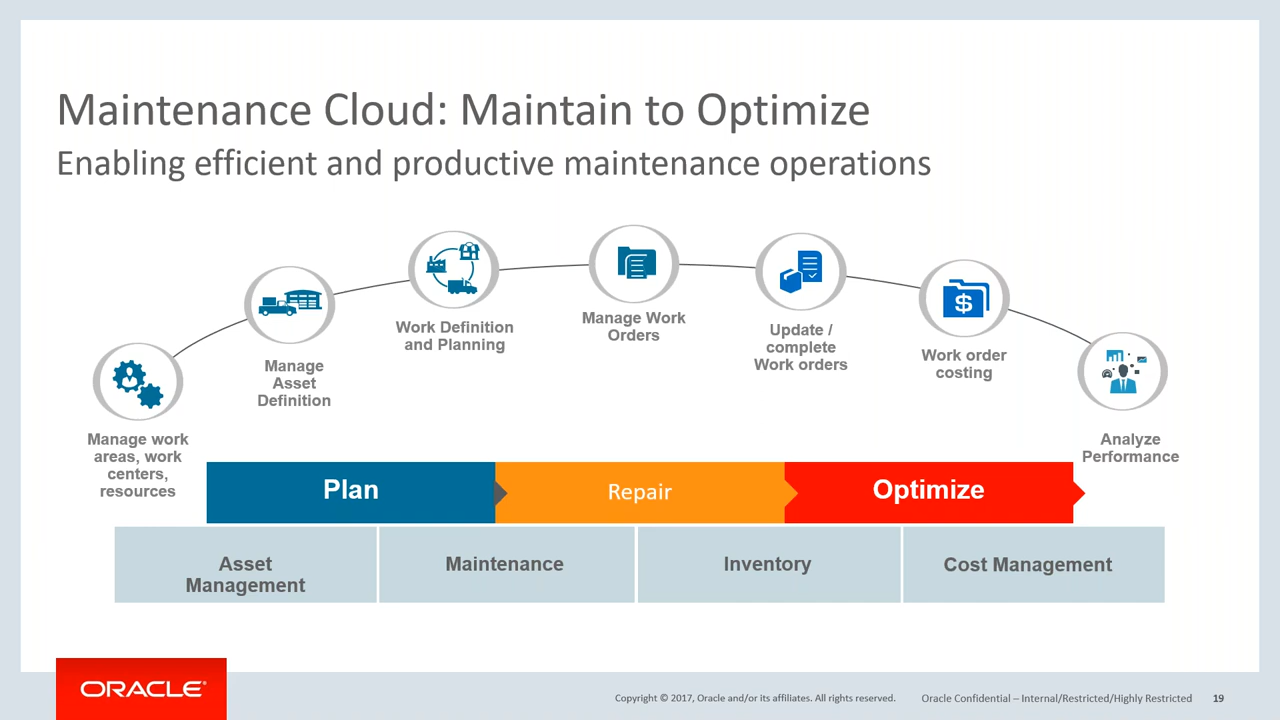 Maintenance Cloud: Maintain to Optimize
Enabling efficient and productive maintenance operations
Manage work
areas, work
centers,
resources
Manage
Asset
Definition
Work Definition
and Planning
Manage Work
Orders
Update /
complete
Work orders
Work order
costing
Analyze
Performance
Plan
Repair
Optimize
Asset
Management
Maintenance
Inventory
Cost Management
ORACLE®
Copyright © 2017, Oracle and/or its affiliates. All rights reserved.
Oracle Confidential – Internal/Restricted/Highly Restricted
19